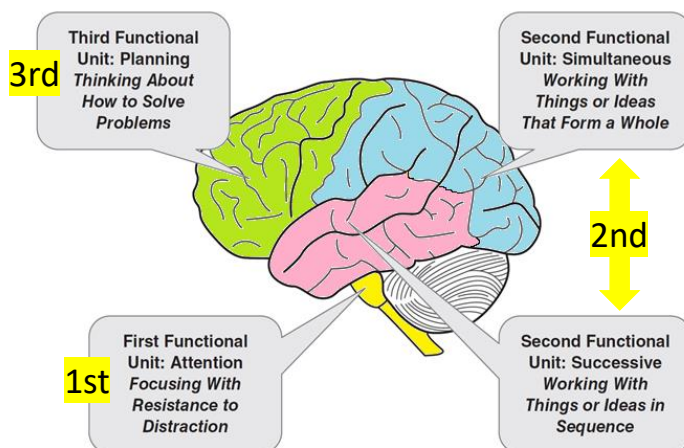 3rd
Third Functional
Unit: Planning
Thinking About
How to Solve
Problems
Second Functional
Unit: Simultaneous
Working With
Things or Ideas
That Form a Whole
2nd
1st
First Functional
Unit: Attention
Focusing With
Resistance to
Distraction
Second Functional
Unit: Successive
Working With
Things or Ideas in
Sequence